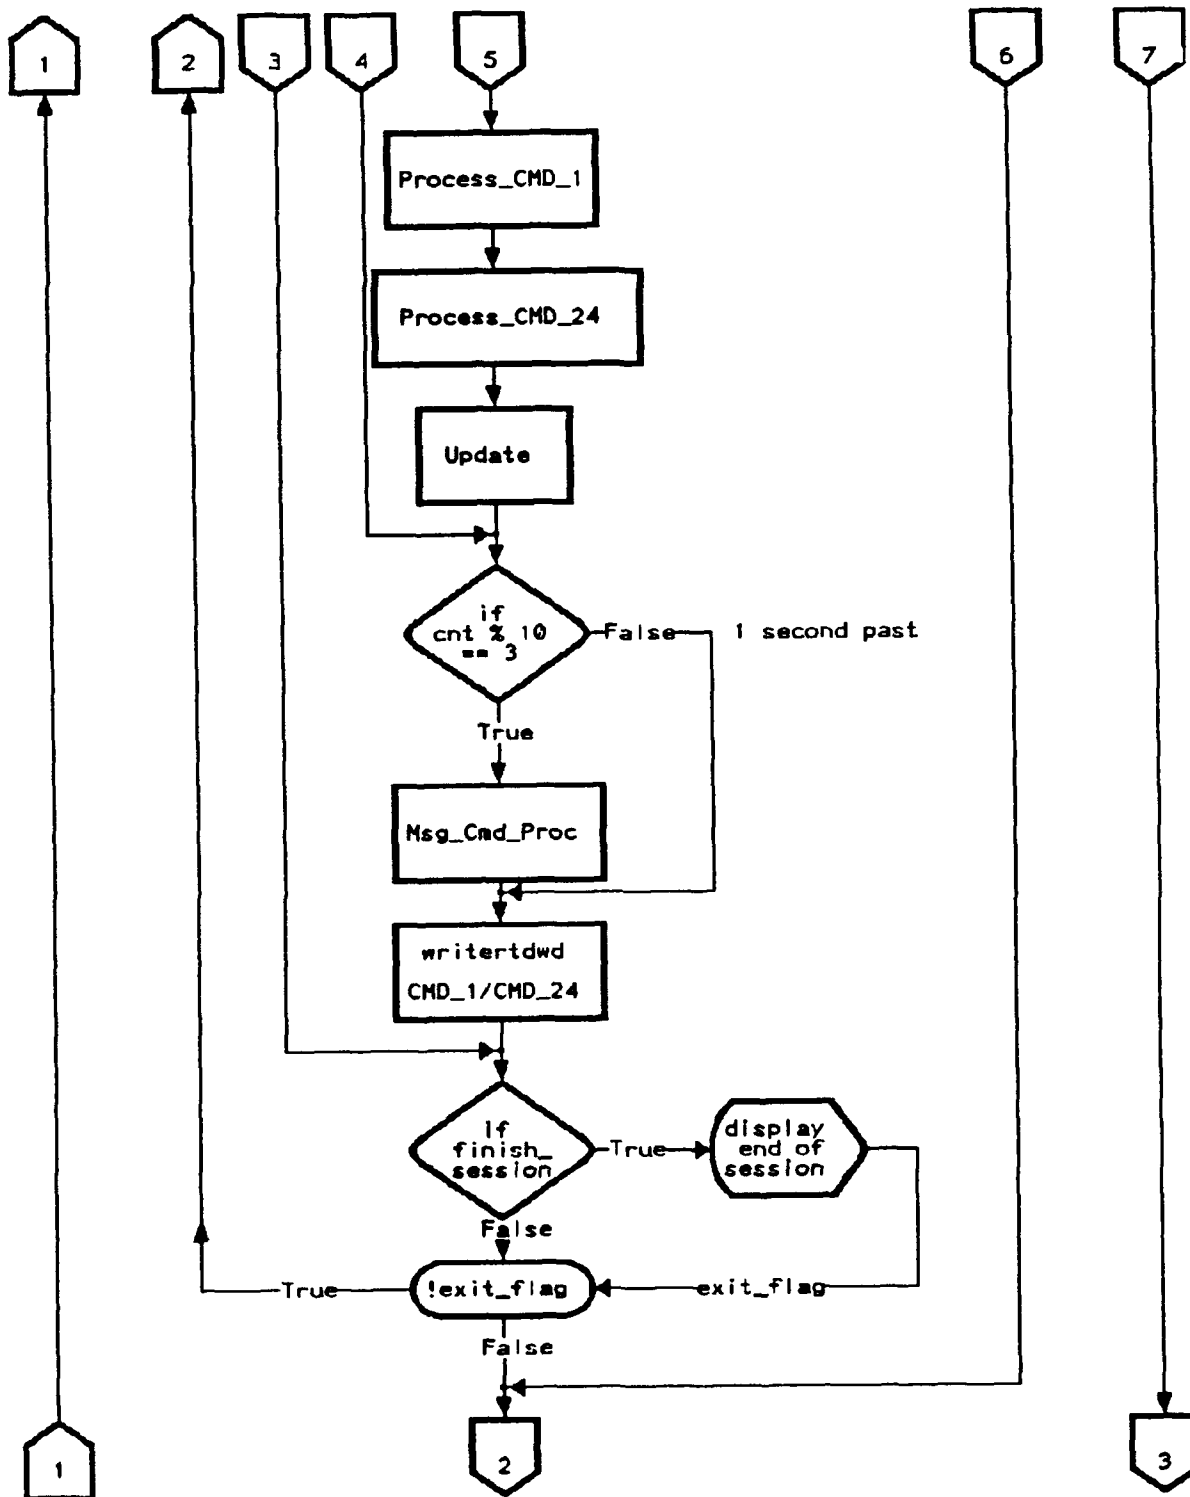 1
2
3
4
5
6
7
Process_CMD_1
Process_CMD_24
Update
if
cnt % 10
== 3
False
1 second past
True
Msg_Cmd_Proc
writertdwd
CMD_1/CMD_24
if
finish_
session
True
display
end of
session
False
True
!exit_flag
exit_flag
False
1
2
3